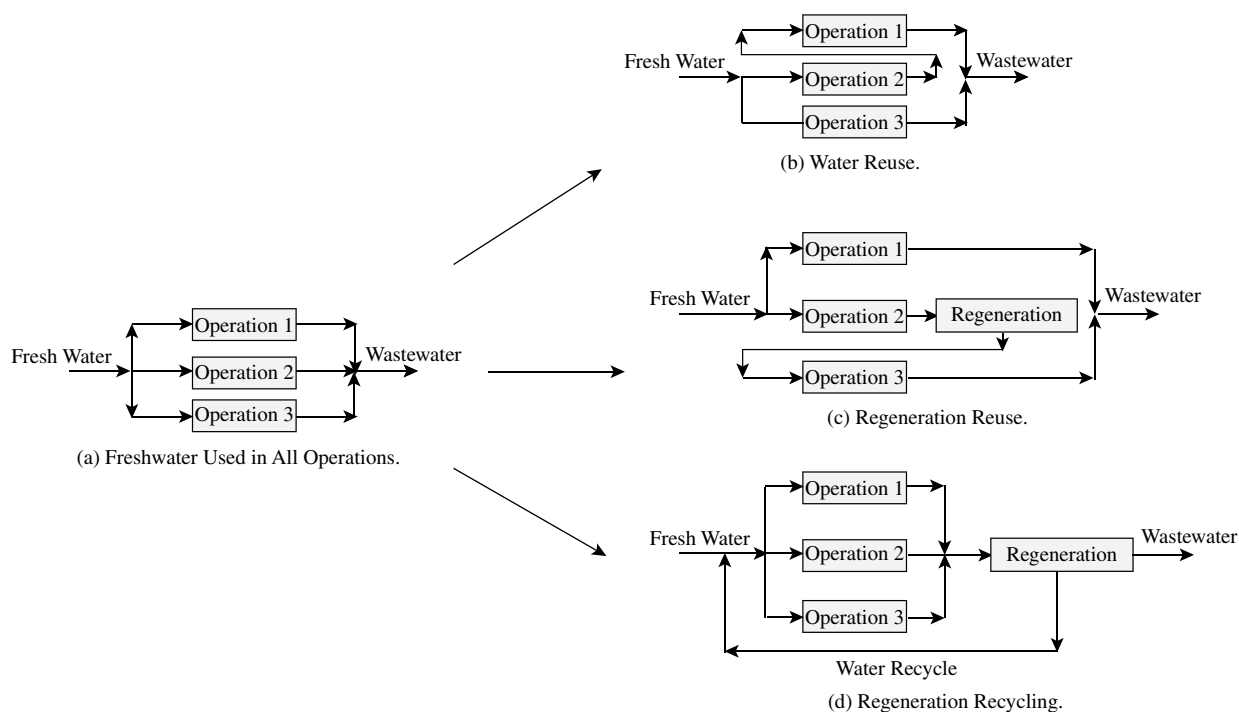 Operation 1
Fresh Water
Wastewater
Operation 2
Operation 3
(b) Water Reuse.
Operation 1
Fresh Water
Wastewater
Operation 2
Regeneration
Operation 3
(c) Regeneration Reuse.
Operation 1
Fresh Water
Wastewater
Operation 2
Operation 3
(a) Freshwater Used in All Operations.
Operation 1
Fresh Water
Wastewater
Operation 2
Regeneration
Operation 3
Water Recycle
(d) Regeneration Recycling.